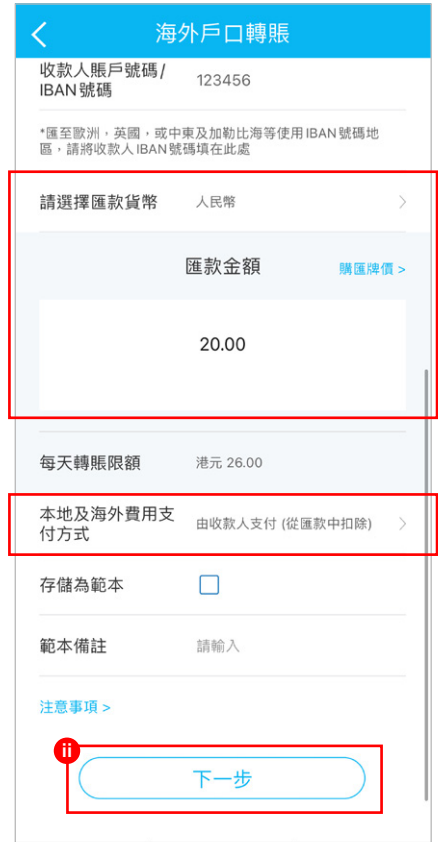 海外戶口轉賬
收款人賬戶號碼/
IBAN號碼
123456
*匯至歐洲，英國，或中東及加勒比海等使用IBAN號碼地
區，請將收款人IBAN號碼填在此處
請選擇匯款貨幣 人民幣 >
匯款金額 購匯牌價 >
20.00
每天轉賬限額 港元 26.00
本地及海外費用支
付方式
由收款人支付 (從匯款中扣除) >
存儲為範本
範本備註 請輸入
注意事項 >
ii
下一步